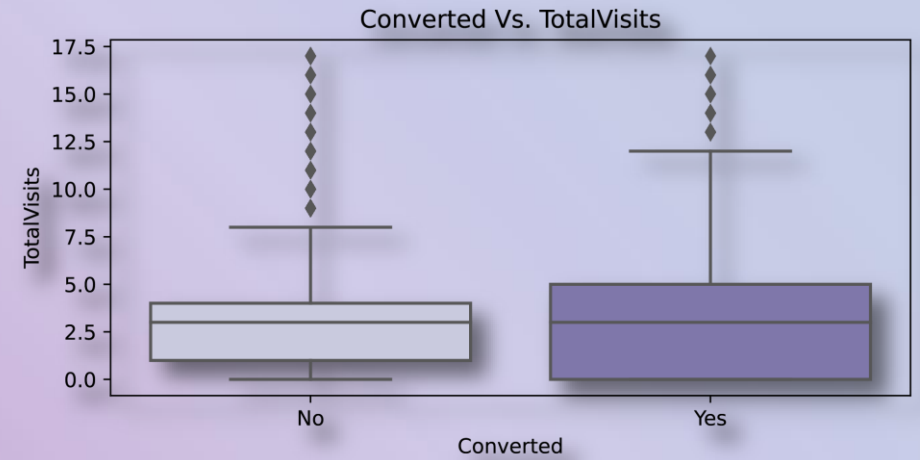 Converted Vs. TotalVisits
TotalVisits
17.5
15.0
12.5
10.0
7.5
5.0
2.5
0.0
No Yes
Converted